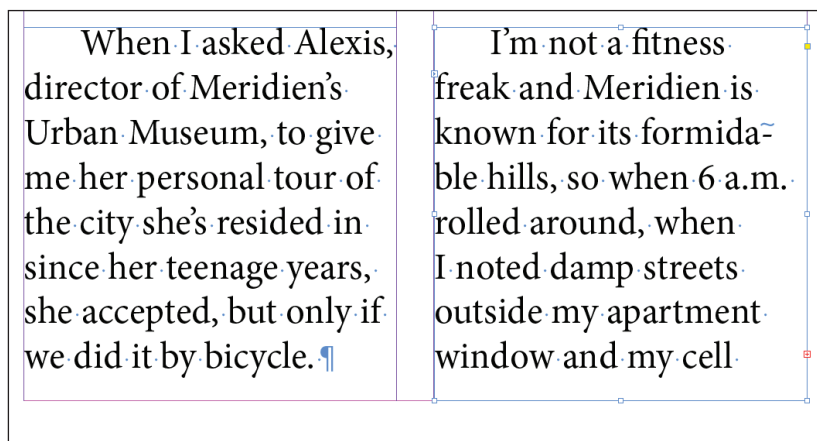 When I asked Alexis,
director of Meridien’s
Urban Museum, to give
me her personal tour of
the city she’s resided in
since her teenage years,
she accepted, but only if
we did it by bicycle. ¶
I’m not a fitness
freak and Meridien is
known for its formida-
ble hills, so when 6 a.m.
rolled around, when
I noted damp streets
outside my apartment
window and my cell